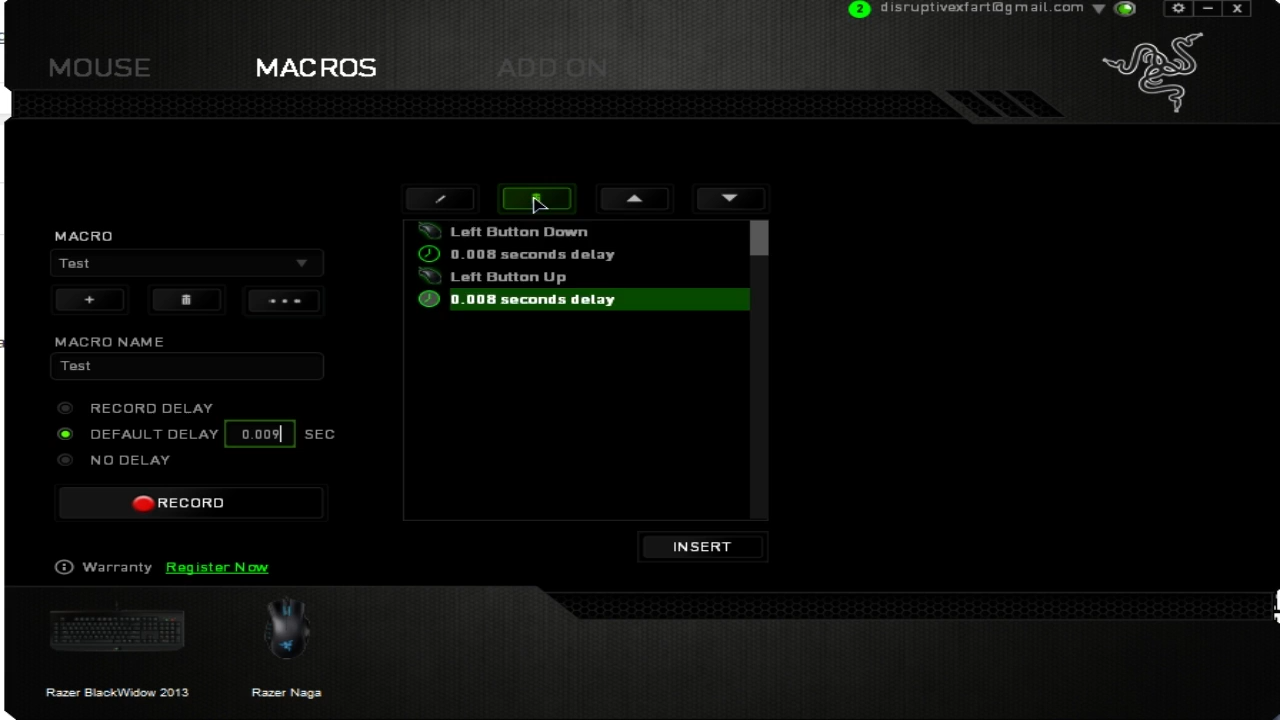 2 disruptivexfart@gmail.com
MOUSE MACROS ADD ON
MACRO
Test
MACRO NAME
Test
RECORD DELAY
DEFAULT DELAY 0.009 SEC
NO DELAY
RECORD
Left Button Down
0.008 seconds delay
Left Button Up
0.008 seconds delay
INSERT
Warranty Register Now
Razer BlackWidow 2013
Razer Naga